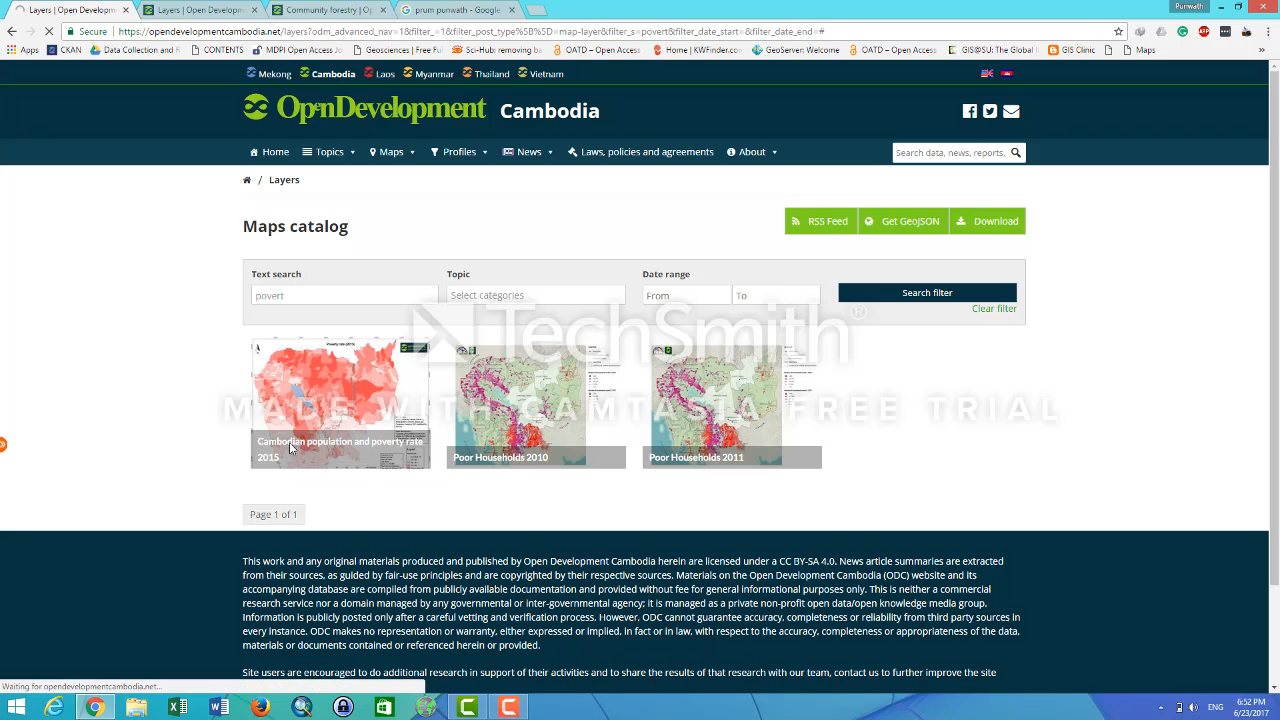 Layers | Open Developm
Layers | Open Developm
Community forestry | Op
prum punwath - Google
Punwath
Secure
https://opendevelopmentcambodia.net/layers?odm_advanced_nav=1&filter_=1&filter_post_type%5B%5D=map-layer&filter_s=povert&filter_date_start=&filter_date_end=#
Apps
CKAN
Data Collection and R
CONTENTS
OD Project
Geosciences | Free Fu
Sci-Hub: removing ba
OATD – Open Access
Home | KWFinder.com
GeoServer: Welcome
OATD – Open Access
GIS@SU: The Global L
GIS Clinic
Maps
Mekong Cambodia Laos Myanmar Thailand Vietnam
OpenDevelopment Cambodia
Home Topics Maps Profiles News Laws, policies and agreements About
Search data, news, reports,
/ Layers
Maps catalog
RSS Feed Get GeoJSON Download
Text search Topic Date range
povert Select categories From To Search filter
Clear filter
TechSmith®
MADE WITH CAMTASIA FREE TRIAL
Poverty rate (2015)
Cambodian population and poverty rate
2015
Poor Households 2010
Poor Households 2011
Page 1 of 1
This work and any original materials produced and published by Open Development Cambodia herein are licensed under a CC BY-SA 4.0. News article summaries are extracted
from their sources, as guided by fair-use principles and are copyrighted by their respective sources. Materials on the Open Development Cambodia (ODC) website and its
accompanying database are compiled from publicly available documentation and provided without fee for general informational purposes only. This is neither a commercial
research service nor a domain managed by any governmental or inter-governmental agency; it is managed as a private non-profit open data/open knowledge media group.
Information is publicly posted only after a careful vetting and verification process. However, ODC cannot guarantee accuracy, completeness or reliability from third party sources in
every instance. ODC makes no representation or warranty, either expressed or implied, in fact or in law, with respect to the accuracy, completeness or appropriateness of the data,
materials or documents contained or referenced herein or provided.
Site users are encouraged to do additional research in support of their activities and to share the results of that research with our team, contact us to further improve the site
Waiting for opendevelopmentcambodia.net...
ENG
6:52 PM
6/23/2017